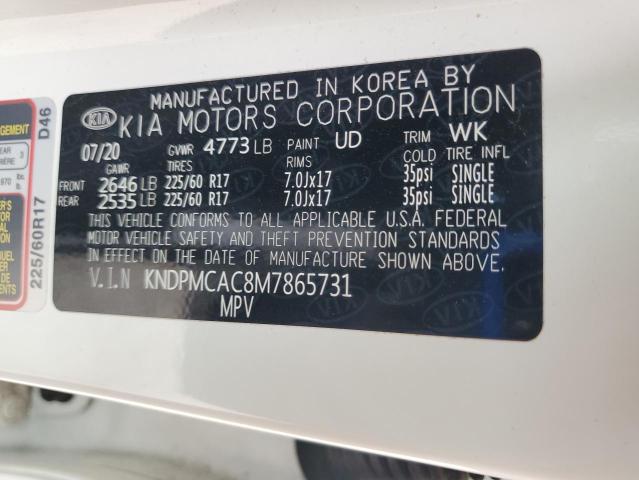 MANUFACTURED IN KOREA BY
KIA KIA MOTORS CORPORATION
07/20 GVWR 4773 LB PAINT UD TRIM WK
GAWR TIRES RIMS COLD TIRE INFL
FRONT 2646 LB 225/60 R17 7.0Jx17 35psi SINGLE
REAR 2535 LB 225/60 R17 7.0Jx17 35psi SINGLE
THIS VEHICLE CONFORMS TO ALL APPLICABLE U.S.A. FEDERAL
MOTOR VEHICLE SAFETY AND THEFT PREVENTION STANDARDS
IN EFFECT ON THE DATE OF MANUFACTURE SHOWN ABOVE.
V.I.N KNDPMCAC8M7865731
MPV
D46
225/60R17